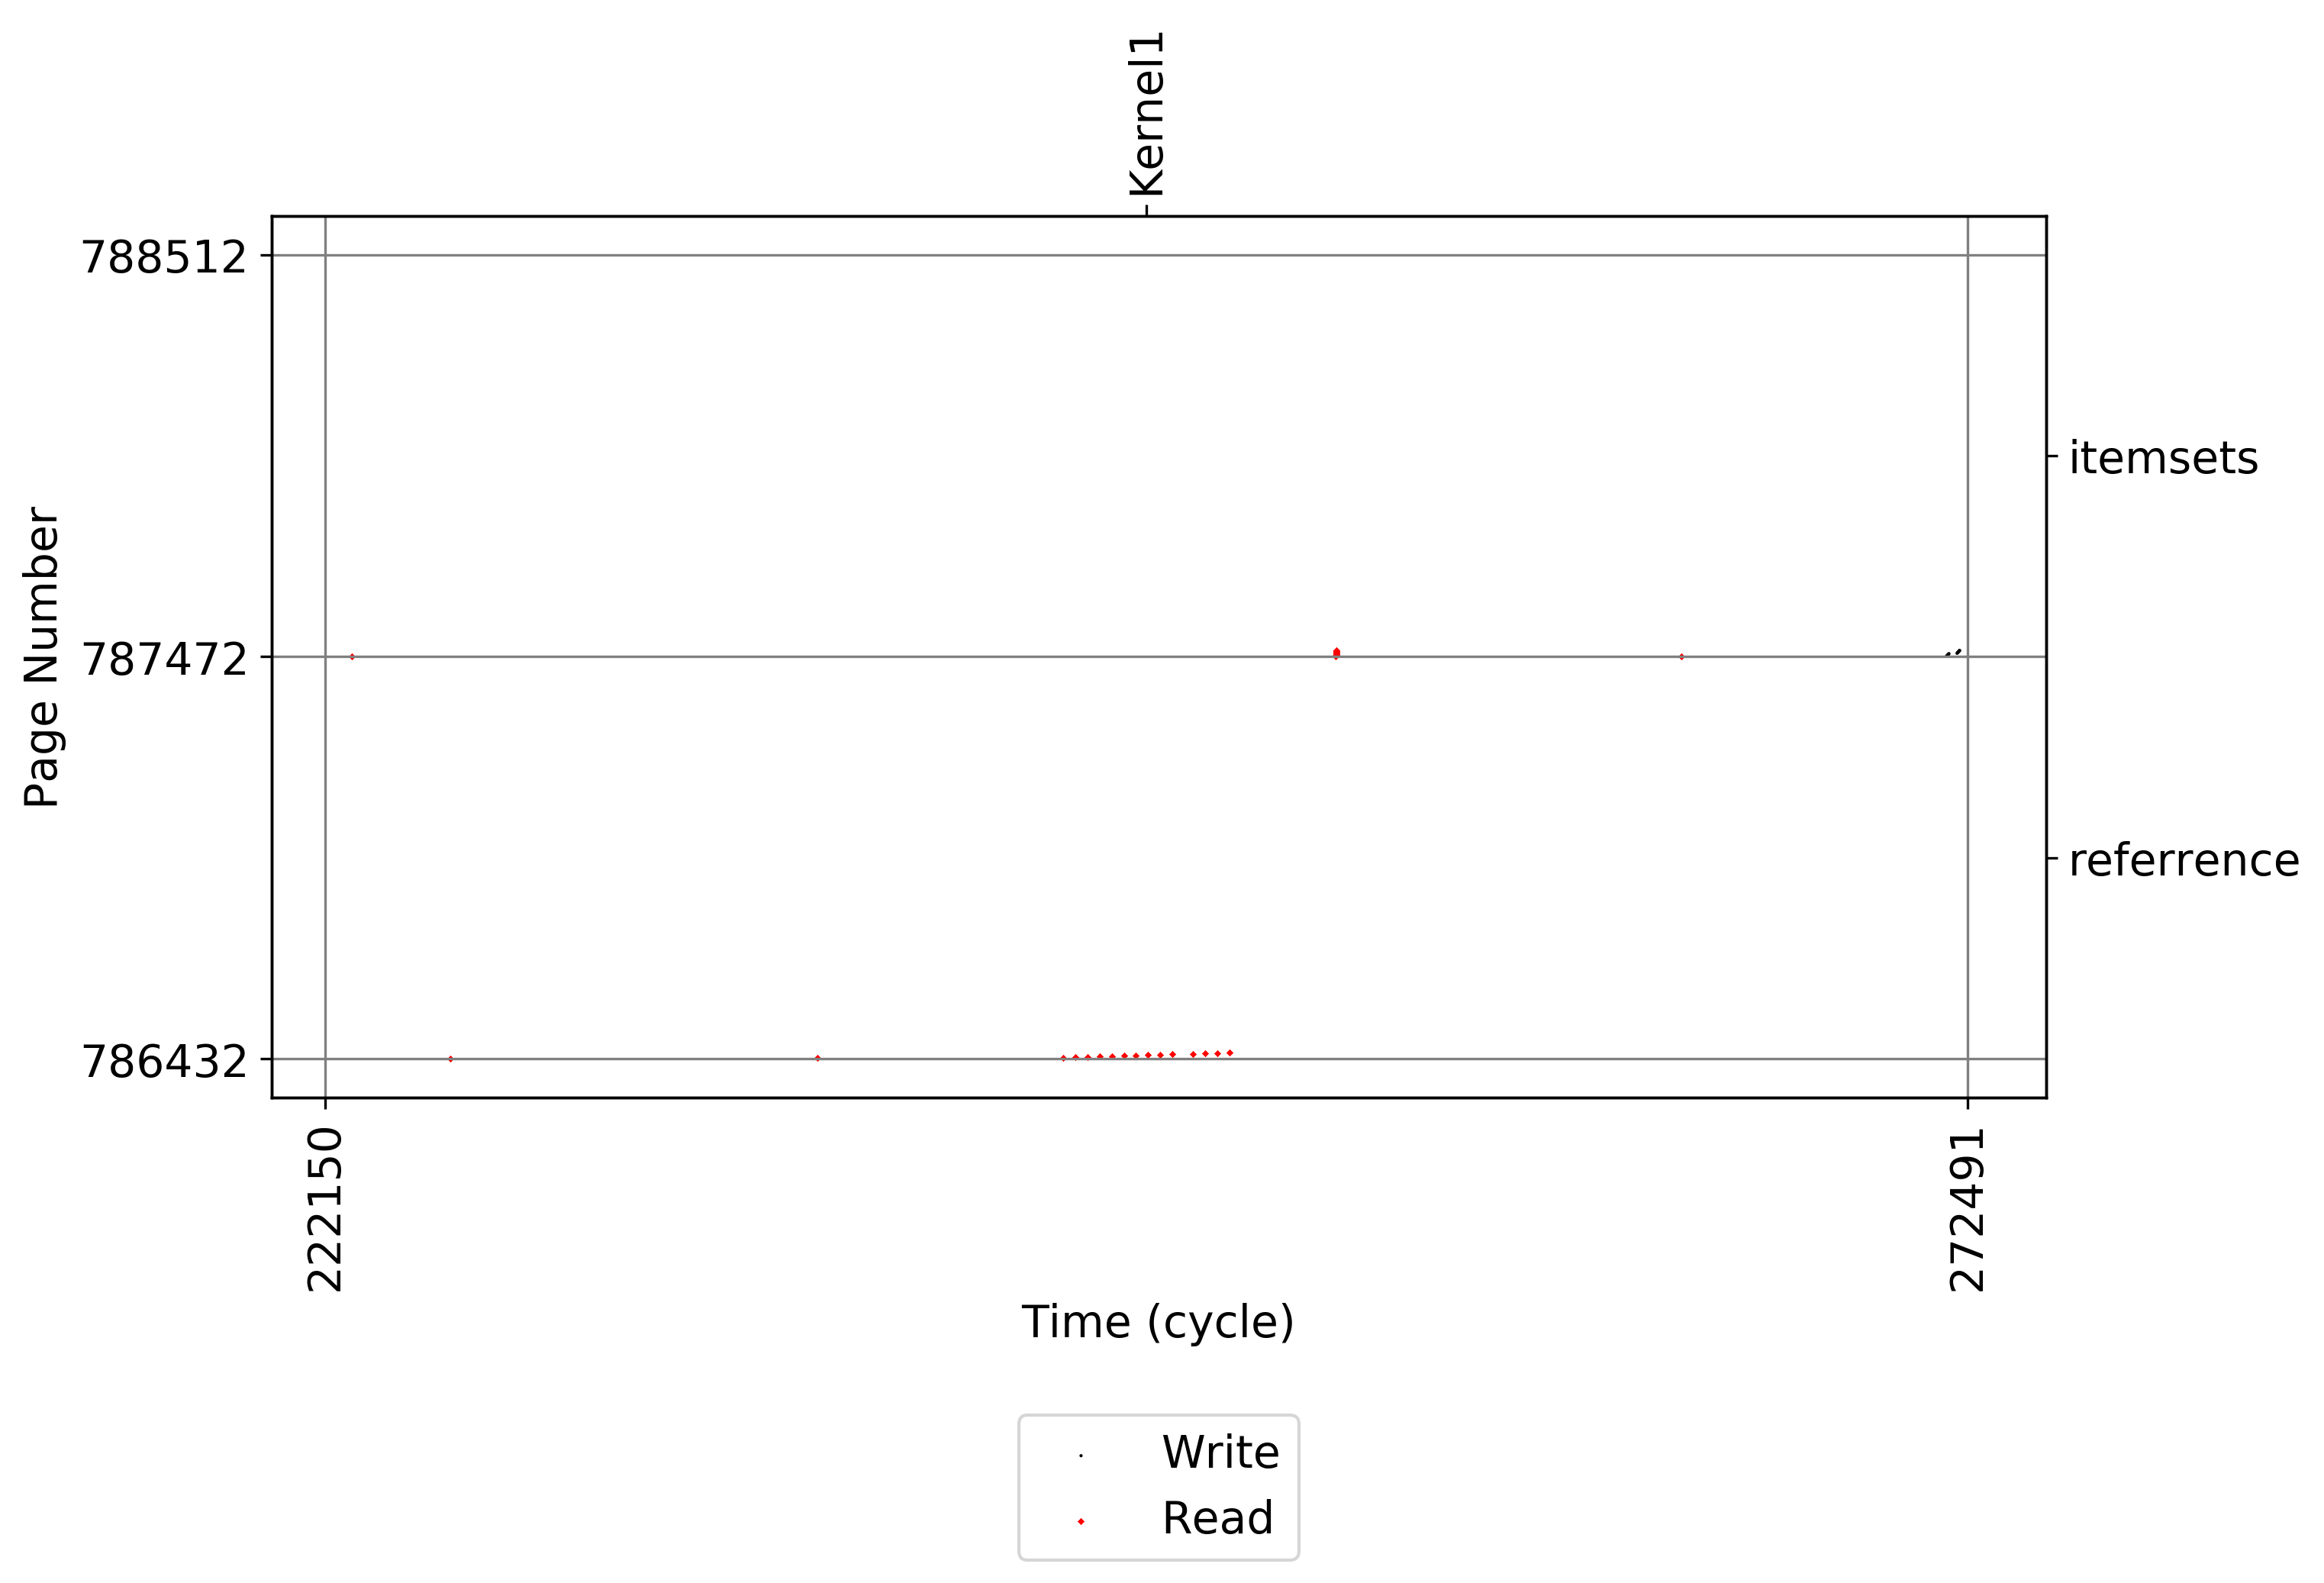 Kernel1
788512
itemsets
787472
Page Number
referrence
786432
222150
272491
Time (cycle)
Write
Read